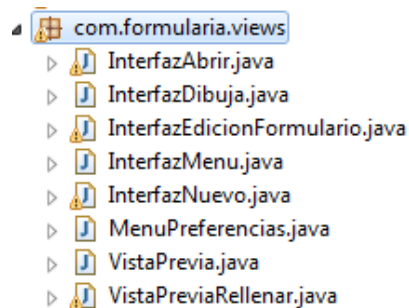 com.formularia.views
InterfazAbrir.java
InterfazDibuja.java
InterfazEdicionFormulario.java
InterfazMenu.java
InterfazNuevo.java
MenuPreferencias.java
VistaPrevia.java
VistaPreviaRellenar.java